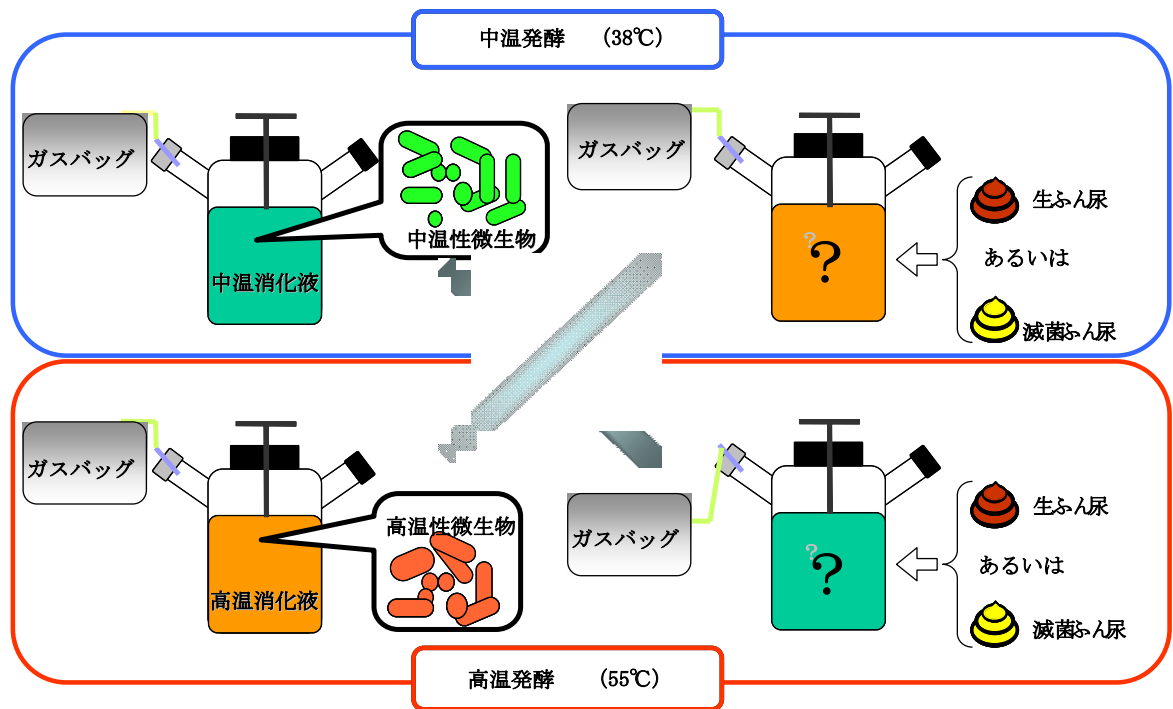 中温発酵 (38℃)
ガスバッグ
中温消化液
中温性微生物
ガスバッグ
?
?
生ふん尿
あるいは
滅菌ふん尿
ガスバッグ
高温消化液
高温性微生物
ガスバッグ
?
?
生ふん尿
あるいは
滅菌ふん尿
高温発酵 (55℃)